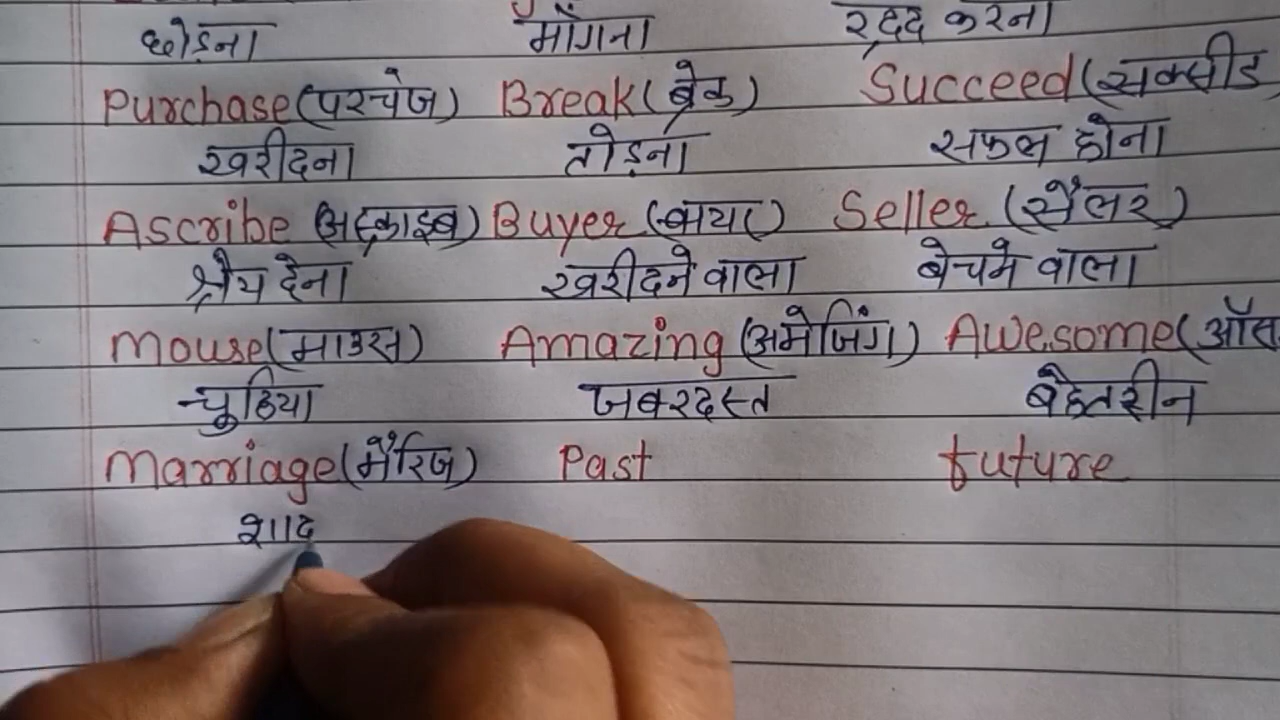 छोड़ना माँगना रद्द करना
Purchase (परचेज) Break (ब्रेक) Succeed (सक्सीड
खरीदना तोड़ना सफल होना
Ascribe (अस्क्राइब) Buyer (बायर) Seller (सैलर)
श्रेय देना खरीदने वाला बेचने वाला
Mouse (माउस) Amazing (अमेजिंग) Awesome (ऑस
चुहिया जबरदस्त बेहतरीन
Marriage (मैरिज) Past future
शाद